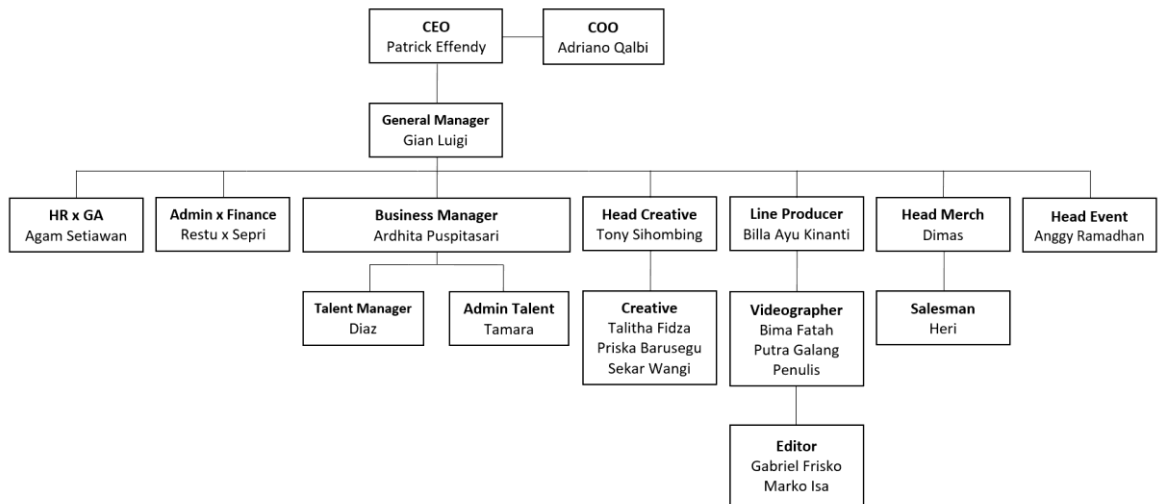 CEO
Patrick Effendy
COO
Adriano Qalbi
General Manager
Gian Luigi
HR x GA
Agam Setiawan
Admin x Finance
Restu x Sepri
Business Manager
Ardhita Puspitasari
Head Creative
Tony Sihombing
Line Producer
Billa Ayu Kinanti
Head Merch
Dimas
Head Event
Anggy Ramadhan
Talent Manager
Diaz
Admin Talent
Tamara
Creative
Talitha Fidza
Priska Barusegu
Sekar Wangi
Videographer
Bima Fatah
Putra Galang
Penulis
Salesman
Heri
Editor
Gabriel Frisko
Marko Isa